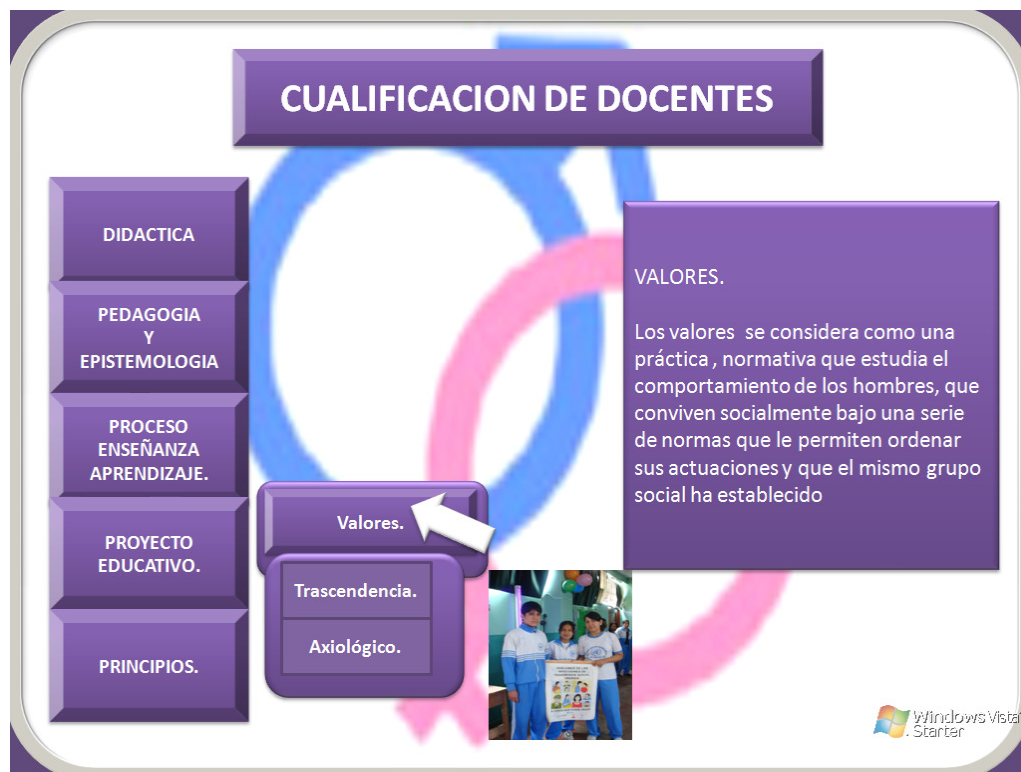 CUALIFICACION DE DOCENTES
DIDACTICA
PEDAGOGIA
Y
EPISTEMOLOGIA
PROCESO
ENSEÑANZA
APRENDIZAJE.
PROYECTO
EDUCATIVO.
PRINCIPIOS.
Valores.
Trascendencia.
Axiológico.
VALORES.
Los valores se considera como una
práctica , normativa que estudia el
comportamiento de los hombres, que
conviven socialmente bajo una serie
de normas que le permiten ordenar
sus actuaciones y que el mismo grupo
social ha establecido
Windows Vista
Starter